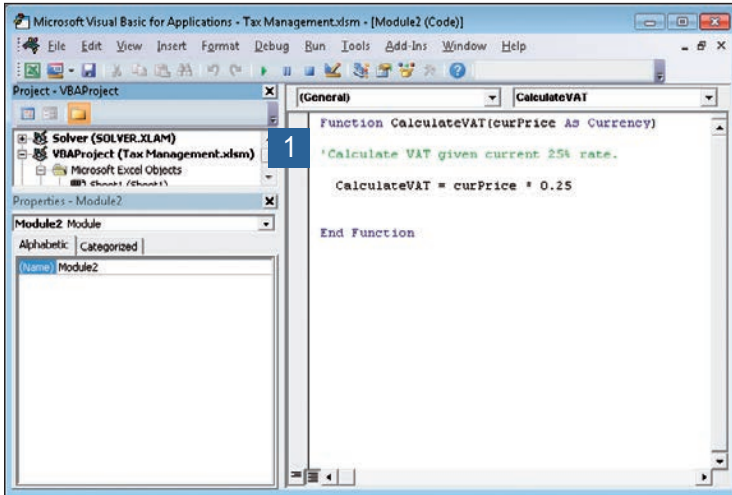 Microsoft Visual Basic for Applications - Tax Management.xlsm - [Module2 (Code)]
File Edit View Insert Format Debug Run Tools Add-Ins Window Help
Project - VBAProject
(General) CalculateVAT
Solver (SOLVER.XLAM)
VBAProject (Tax Management.xlsm)
Microsoft Excel Objects
Sheet1 (Sheet1)
1
Properties - Module2
Module2 Module
Alphabetic Categorized
(Name) Module2
Function CalculateVAT(curPrice As Currency)
'Calculate VAT given current 25% rate.
CalculateVAT = curPrice * 0.25
End Function